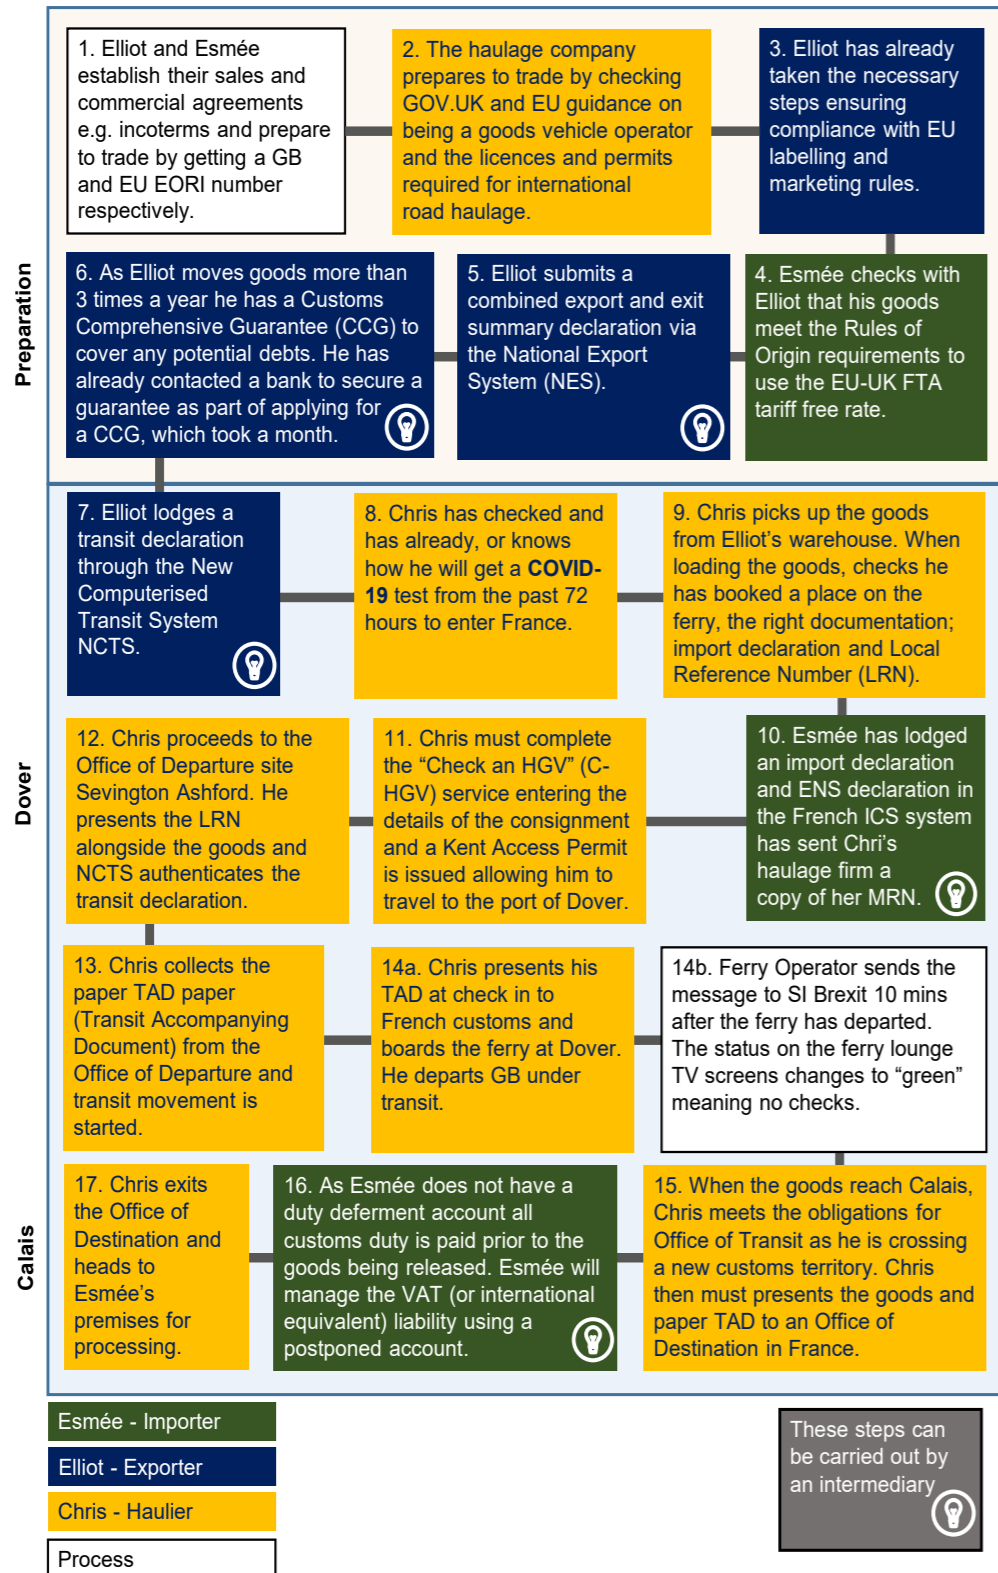 Preparation
1. Elliot and Esmée
establish their sales and
commercial agreements
e.g. incoterms and prepare
to trade by getting a GB
and EU EORI number
respectively.
2. The haulage company
prepares to trade by checking
GOV.UK and EU guidance on
being a goods vehicle operator
and the licences and permits
required for international
road haulage.
3. Elliot has already
taken the necessary
steps ensuring
compliance with EU
labelling and
marketing rules.
4. Esmée checks with
Elliot that his goods
meet the Rules of
Origin requirements to
use the EU-UK FTA
tariff free rate.
5. Elliot submits a
combined export and exit
summary declaration via
the National Export
System (NES).
6. As Elliot moves goods more than
3 times a year he has a Customs
Comprehensive Guarantee (CCG) to
cover any potential debts. He has
already contacted a bank to secure a
guarantee as part of applying for
a CCG, which took a month.
Dover
7. Elliot lodges a
transit declaration
through the New
Computerised
Transit System
NCTS.
8. Chris has checked and
has already, or knows
how he will get a COVID-
19 test from the past 72
hours to enter France.
9. Chris picks up the goods
from Elliot's warehouse. When
loading the goods, checks he
has booked a place on the
ferry, the right documentation;
import declaration and Local
Reference Number (LRN).
10. Esmée has lodged
an import declaration
and ENS declaration in
the French ICS system
has sent Chri's
haulage firm a
copy of her MRN.
11. Chris must complete
the "Check an HGV" (C-
HGV) service entering the
details of the consignment
and a Kent Access Permit
is issued allowing him to
travel to the port of Dover.
12. Chris proceeds to the
Office of Departure site
Sevington Ashford. He
presents the LRN
alongside the goods and
NCTS authenticates the
transit declaration.
13. Chris collects the
paper TAD paper
(Transit Accompanying
Document) from the
Office of Departure and
transit movement is
started.
14a. Chris presents his
TAD at check in to
French customs and
boards the ferry at Dover.
He departs GB under
transit.
14b. Ferry Operator sends the
message to SI Brexit 10 mins
after the ferry has departed.
The status on the ferry lounge
TV screens changes to "green"
meaning no checks.
Calais
15. When the goods reach Calais,
Chris meets the obligations for
Office of Transit as he is crossing
a new customs territory. Chris
then must presents the goods and
paper TAD to an Office of
Destination in France.
16. As Esmée does not have a
duty deferment account all
customs duty is paid prior to the
goods being released. Esmée will
manage the VAT (or international
equivalent) liability using a
postponed account.
17. Chris exits
the Office of
Destination and
heads to
Esmée's
premises for
processing.
Esmée - Importer
Elliot - Exporter
Chris - Haulier
Process
These steps can
be carried out by
an intermediary